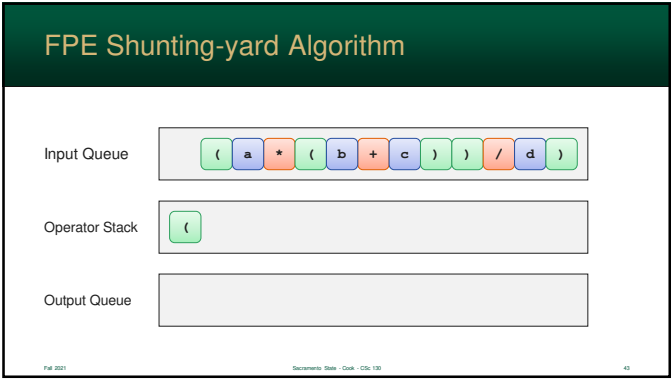 FPE Shunting-yard Algorithm
Input Queue ( a * ( b + c ) ) / d )
Operator Stack (
Output Queue
Fall 2021 Sacramento State - Cook - CSc 130 43